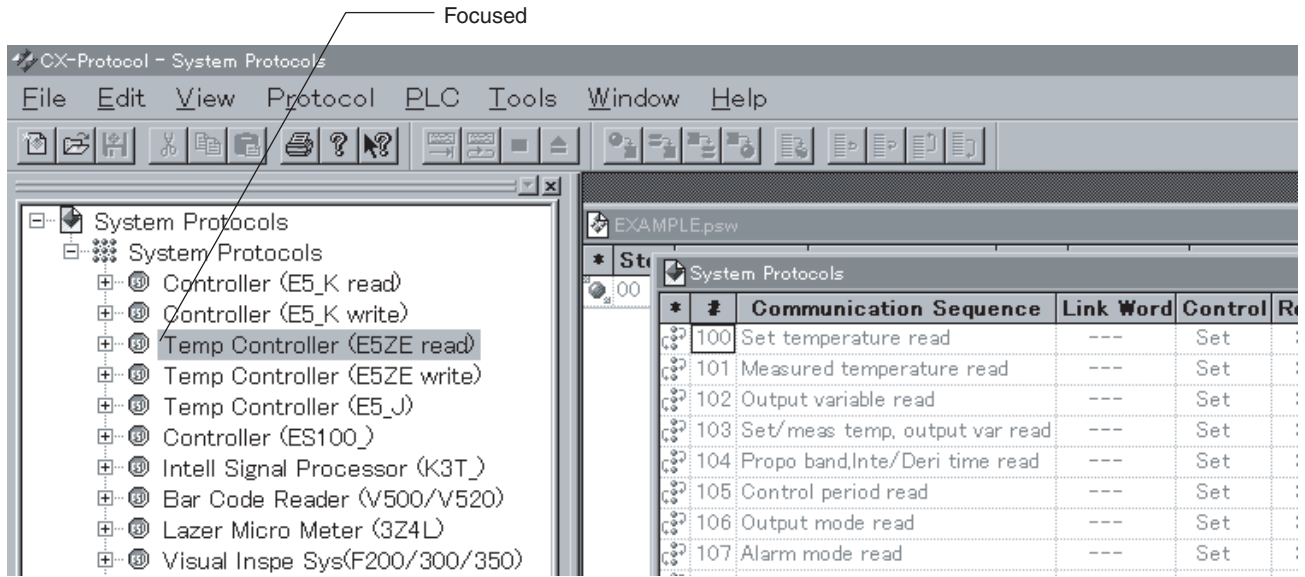 Focused
CX-Protocol - System Protocols
File Edit View Protocol PLC Tools Window Help
System Protocols
System Protocols
Controller (E5_K read)
Controller (E5_K write)
Temp Controller (E5ZE read)
Temp Controller (E5ZE write)
Temp Controller (E5_J)
Controller (ES100_)
Intell Signal Processor (K3T_)
Bar Code Reader (V500/V520)
Lazer Micro Meter (3Z4L)
Visual Inspe Sys(F200/300/350)
EXAMPLE.psw
* Ste
00
System Protocols
* # Communication Sequence Link Word Control Re
100 Set temperature read --- Set
101 Measured temperature read --- Set
102 Output variable read --- Set
103 Set/meas temp, output var read --- Set
104 Propo band,Inte/Deri time read --- Set
105 Control period read --- Set
106 Output mode read --- Set
107 Alarm mode read --- Set